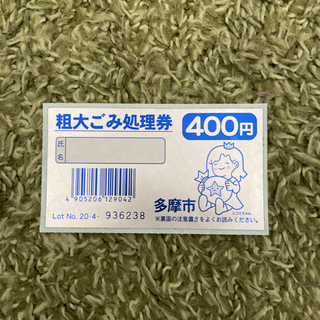 粗大ごみ処理券 400円
氏名
4 905206 129042
Lot No. 20-4- 936238
多摩市
※裏面の注意書きをよくお読みください。